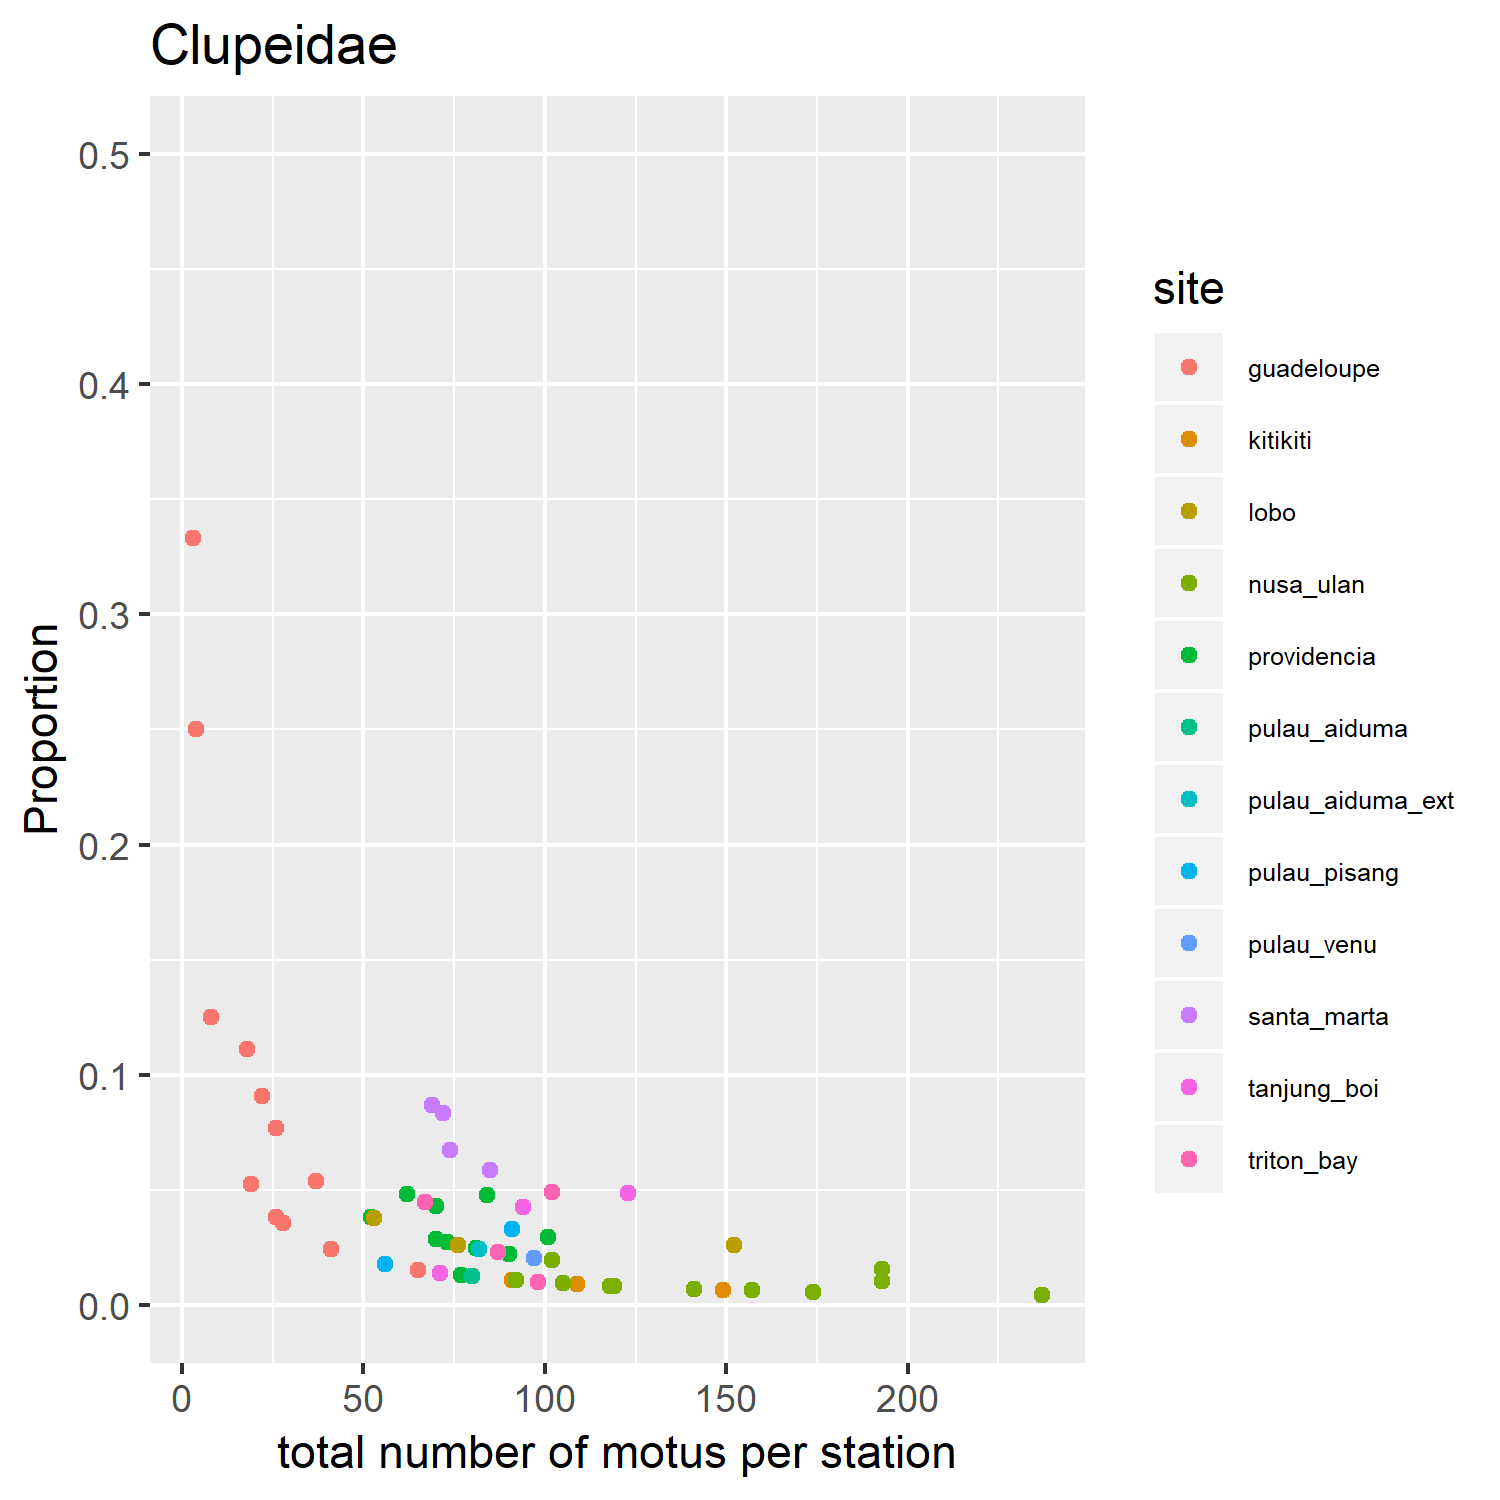 Clupeidae
0.5
0.4
0.3
0.2
0.1
0.0
Proportion
0 50 100 150 200
total number of motus per station
site
guadeloupe
kitikiti
lobo
nusa_ulan
providencia
pulau_aiduma
pulau_aiduma_ext
pulau_pisang
pulau_venu
santa_marta
tanjung_boi
triton_bay